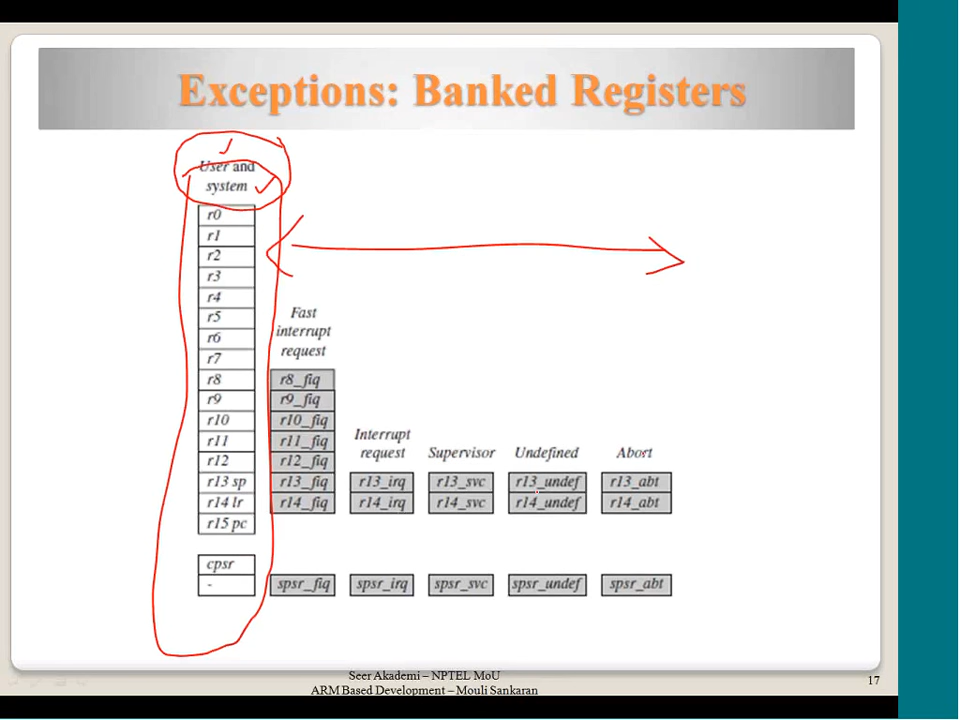 Exceptions: Banked Registers
User and
system
r0
r1
r2
r3
r4
r5
r6
r7
r8
r9
r10
r11
r12
r13 sp
r14 lr
r15 pc
cpsr
-
Fast
interrupt
request
r8_fiq
r9_fiq
r10_fiq
r11_fiq
r12_fiq
r13_fiq
r14_fiq
spsr_fiq
Interrupt
request
r13_irq
r14_irq
spsr_irq
Supervisor
r13_svc
r14_svc
spsr_svc
Undefined
r13_undef
r14_undef
spsr_undef
Abort
r13_abt
r14_abt
spsr_abt
Seer Akademi – NPTEL MoU
ARM Based Development – Mouli Sankaran
17